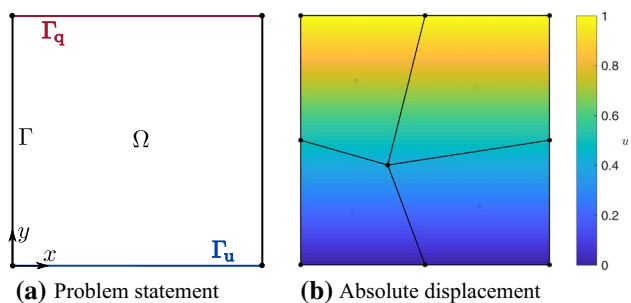 Γq
Γ
Ω
y
x
Γu
1
0.8
0.6
u
0.4
0.2
0
(a) Problem statement
(b) Absolute displacement